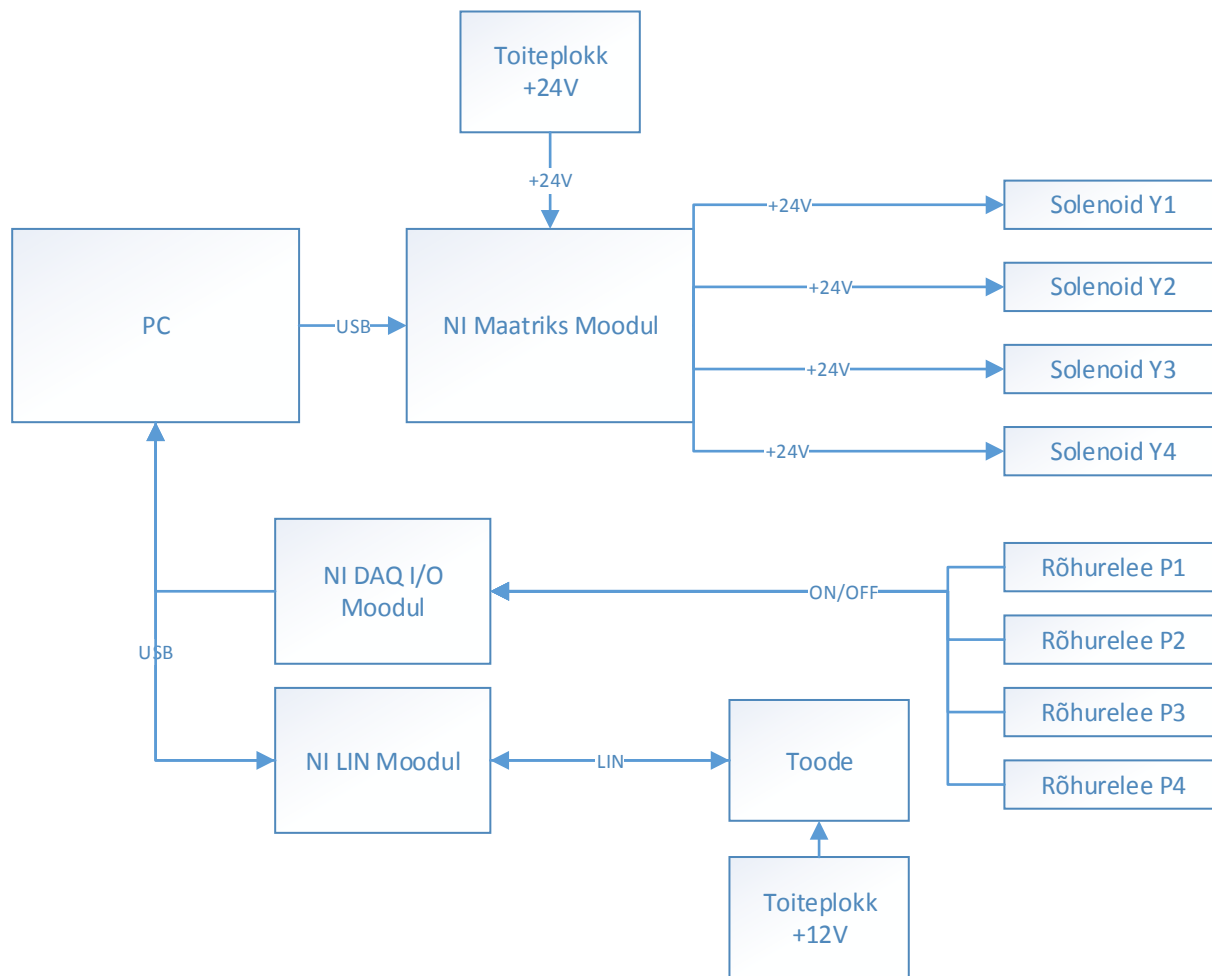 Toiteplokk
+24V
+24V
+24V
Solenoid Y1
PC
USB
NI Maatriks Moodul
+24V
Solenoid Y2
+24V
Solenoid Y3
+24V
Solenoid Y4
NI DAQ I/O
Moodul
ON/OFF
Rõhurelee P1
Rõhurelee P2
USB
Rõhurelee P3
NI LIN Moodul
LIN
Toode
Rõhurelee P4
Toiteplokk
+12V